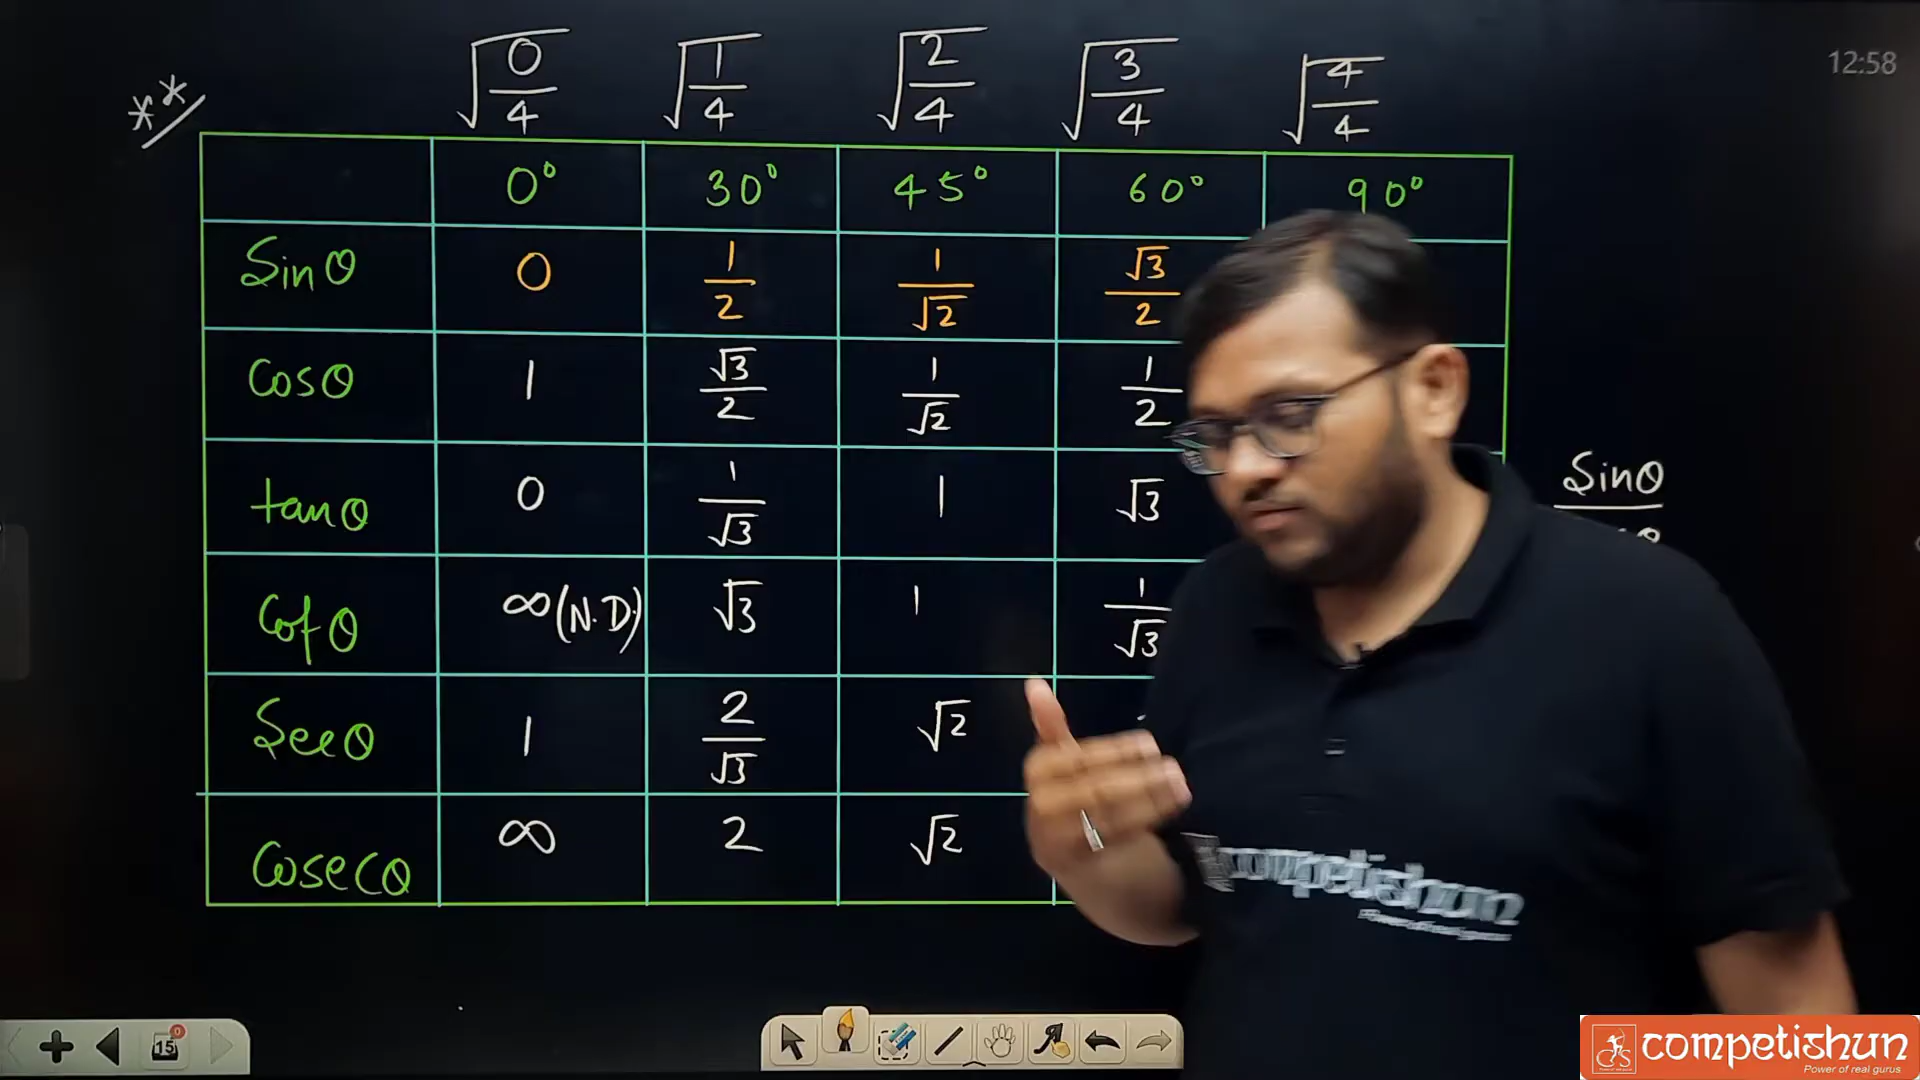 √0/4 √1/4 √2/4 √3/4 √4/4
12:58
**/
0° 30° 45° 60° 90°
Sinθ 0 1/2 1/√2 √3/2
Cosθ 1 √3/2 1/√2 1/2
tanθ 0 1/√3 1 √3
Sinθ
Cotθ ∞(N.D.) √3 1 1/√3
Secθ 1 2/√3 √2
Cosecθ ∞ 2 √2
competishun
15
0
competishun
Power of real gurus